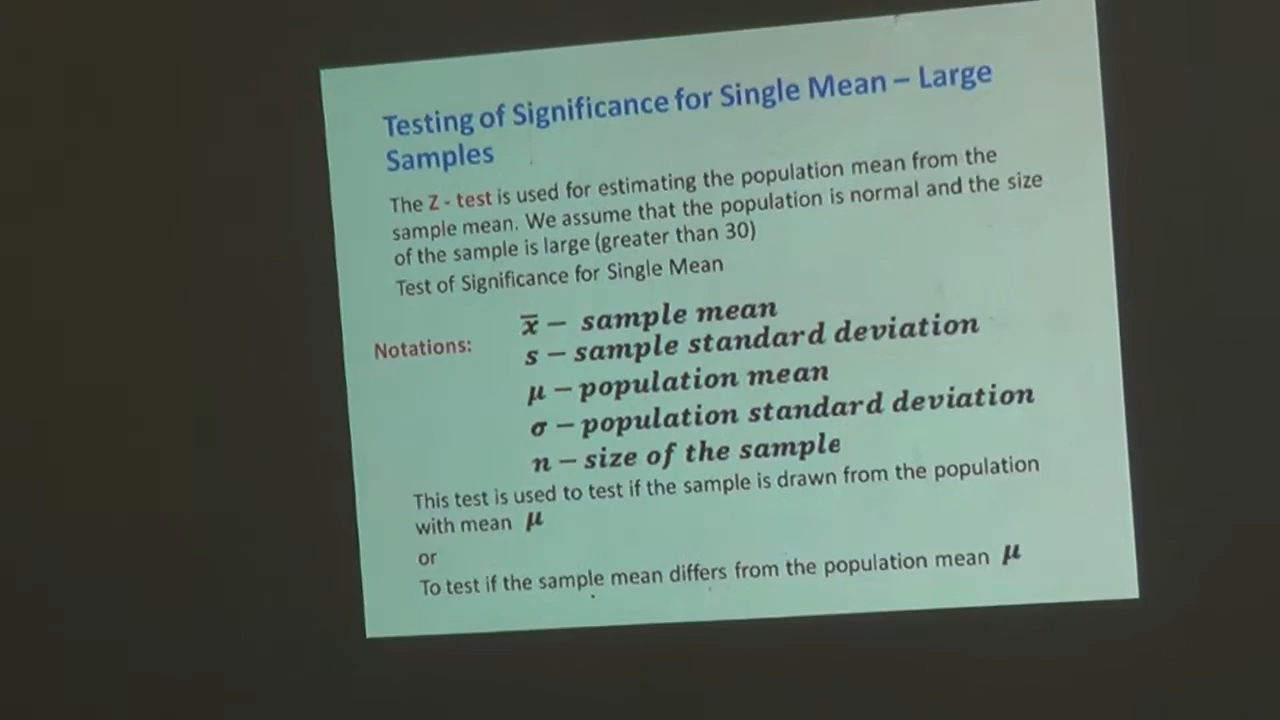 Testing of Significance for Single Mean – Large
Samples
The Z - test is used for estimating the population mean from the
sample mean. We assume that the population is normal and the size
of the sample is large (greater than 30)
Test of Significance for Single Mean
x̅ – sample mean
Notations:
s – sample standard deviation
μ – population mean
σ – population standard deviation
n – size of the sample
This test is used to test if the sample is drawn from the population
with mean μ
or
To test if the sample mean differs from the population mean μ